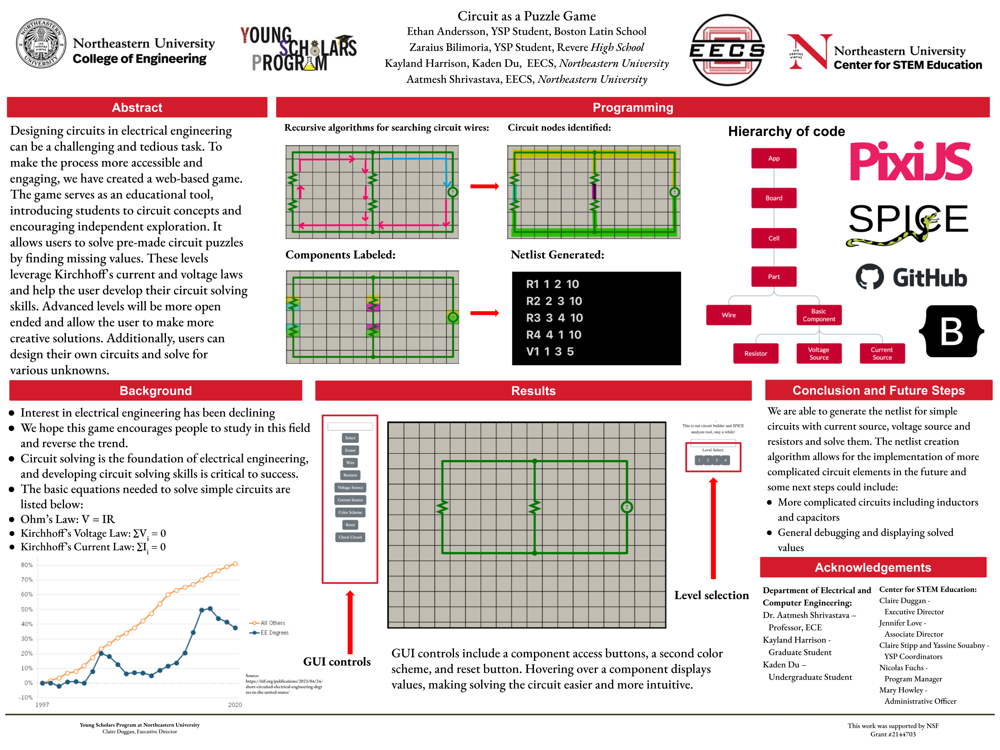 NORTHEASTERN
UNIVERSITY
18 98
LVX
VERITAS
VIRTVS
Northeastern University
College of Engineering
YOUNG
SCHOLARS
PROGRAM
Circuit as a Puzzle Game
Ethan Andersson, YSP Student, Boston Latin School
Zaraius Bilimoria, YSP Student, Revere High School
Kayland Harrison, Kaden Du, EECS, Northeastern University
Aatmesh Shrivastava, EECS, Northeastern University
EECS
LVX
VERITAS
VIRTVS
N
Northeastern University
Center for STEM Education
Abstract
Designing circuits in electrical engineering
can be a challenging and tedious task. To
make the process more accessible and
engaging, we have created a web-based game.
The game serves as an educational tool,
introducing students to circuit concepts and
encouraging independent exploration. It
allows users to solve pre-made circuit puzzles
by finding missing values. These levels
leverage Kirchhoff's current and voltage laws
and help the user develop their circuit solving
skills. Advanced levels will be more open
ended and allow the user to make more
creative solutions. Additionally, users can
design their own circuits and solve for
various unknowns.
Programming
Recursive algorithms for searching circuit wires:
Circuit nodes identified:
Components Labeled:
Netlist Generated:
R1 1 2 10
R2 2 3 10
R3 3 4 10
R4 4 1 10
V1 1 3 5
Hierarchy of code
App
Board
Cell
Part
Wire
Basic
Component
Resistor
Voltage
Source
Current
Source
PixiJS
SPICE
GitHub
B
Background
● Interest in electrical engineering has been declining
● We hope this game encourages people to study in this field
and reverse the trend.
● Circuit solving is the foundation of electrical engineering,
and developing circuit solving skills is critical to success.
● The basic equations needed to solve simple circuits are
listed below:
● Ohm's Law: V = IR
● Kirchhoff's Voltage Law: ΣVi = 0
● Kirchhoff's Current Law: ΣIi = 0
80%
70%
60%
50%
40%
30%
20%
10%
0%
-10%
1997
2020
All Others
EE Degrees
Source:
https://itif.org/publications/2023/04/24/
short-circuited-electrical-engineering-degr
ees-in-the-united-states/
Results
Select
Eraser
Wire
Resistor
Voltage Source
Current Source
Color Scheme
Reset
Check Circuit
GUI controls
This is our circuit builder and SPICE
analysis tool, stay a while!
Level Select:
1 2 3 4
Level selection
GUI controls include a component access buttons, a second color
scheme, and reset button. Hovering over a component displays
values, making solving the circuit easier and more intuitive.
Conclusion and Future Steps
We are able to generate the netlist for simple
circuits with current source, voltage source and
resistors and solve them. The netlist creation
algorithm allows for the implementation of more
complicated circuit elements in the future and
some next steps could include:
● More complicated circuits including inductors
and capacitors
● General debugging and displaying solved
values
Acknowledgements
Department of Electrical and
Computer Engineering:
Dr. Aatmesh Shrivastava –
Professor, ECE
Kayland Harrison -
Graduate Student
Kaden Du –
Undergraduate Student
Center for STEM Education:
Claire Duggan -
Executive Director
Jennifer Love -
Associate Director
Claire Stipp and Yassine Souabny -
YSP Coordinators
Nicolas Fuchs -
Program Manager
Mary Howley -
Administrative Officer
Young Scholars Program at Northeastern University
Claire Duggan, Executive Director
This work was supported by NSF
Grant #2144703